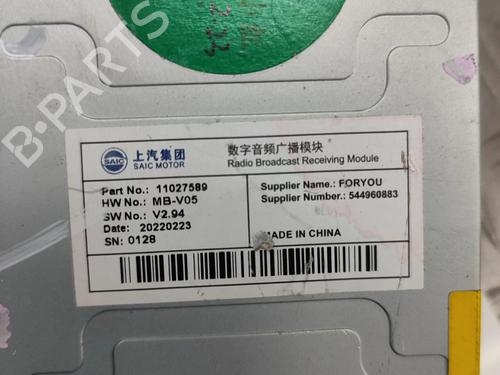 B-PARTS
SAIC
上汽集团
SAIC MOTOR
数字音频广播模块
Radio Broadcast Receiving Module
Part No.: 11027589
HW No.: MB-V05
SW No.: V2.94
Date: 20220223
SN: 0128
Supplier Name.: FORYOU
Supplier Number.: 544960883
MADE IN CHINA